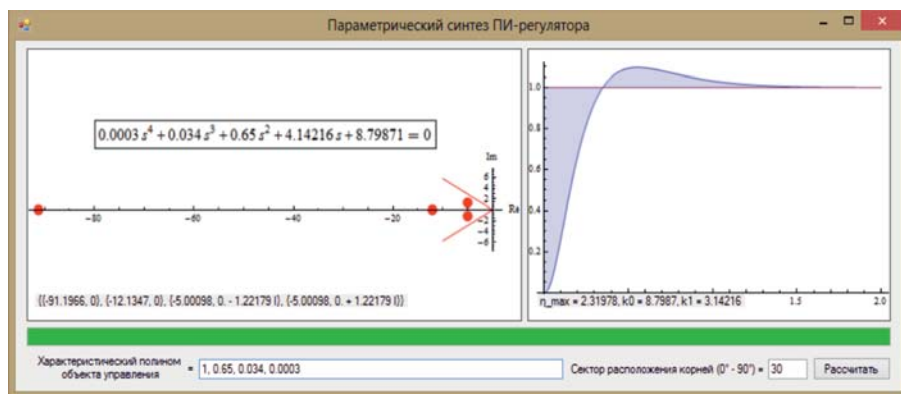 Параметрический синтез ПИ-регулятора
0.0003 s⁴ + 0.034 s³ + 0.65 s² + 4.14216 s + 8.79871 = 0
Im
6
4
2
-80
-60
-40
-20
Re
-2
-4
-6
{{-91.1966, 0}, {-12.1347, 0}, {-5.00098, 0. - 1.22179 I}, {-5.00098, 0. + 1.22179 I}}
1.0
0.8
0.6
0.4
0.2
η_max = 2.31978, k0 = 8.7987, k1 = 3.14216
1.5
2.0
Характеристический полином
объекта управления
= 1, 0.65, 0.034, 0.0003
Сектор расположения корней (0° - 90°) = 30
Рассчитать